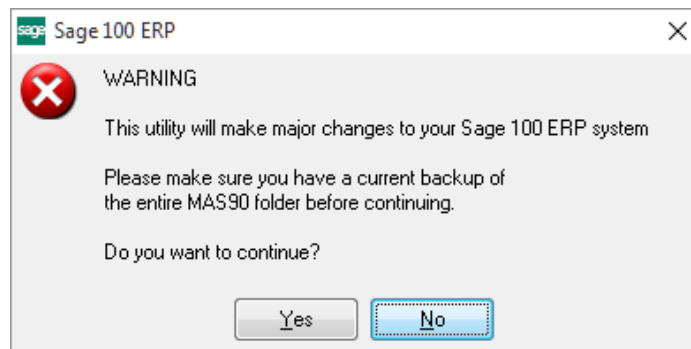 sage Sage 100 ERP
WARNING
This utility will make major changes to your Sage 100 ERP system
Please make sure you have a current backup of
the entire MAS90 folder before continuing.
Do you want to continue?
Yes
No